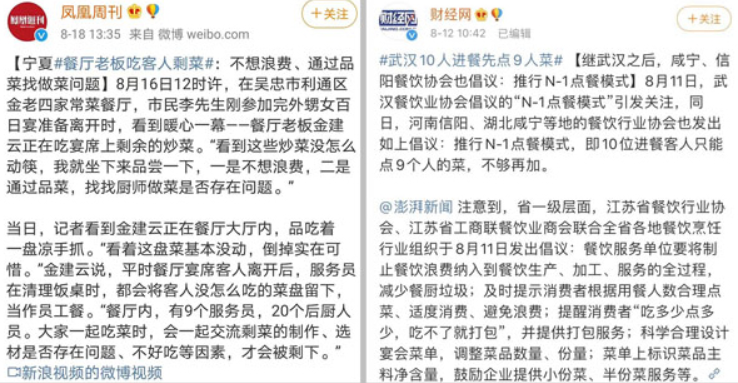 凤凰周刊
8-18 13:35 来自 微博 weibo.com
+关注
【宁夏#餐厅老板吃客人剩菜：不想浪费、通过品
菜找做菜问题】8月16日12时许，在吴忠市利通区
金老四家常菜餐厅，市民李先生刚参加完外甥女百
日宴准备离开时，看到暖心一幕——餐厅老板金建
云正在吃宴席上剩余的炒菜。“看到这些炒菜没怎么
动筷，我就坐下来品尝一下，一是不想浪费，二是
通过品菜，找找厨师做菜是否存在问题。”
当日，记者看到金建云正在餐厅大厅内，品吃着
一盘凉手抓。“看着这盘菜基本没动，倒掉实在可
惜。”金建云说，平时餐厅宴席客人离开后，服务员
在清理饭桌时，都会将客人没怎么吃的菜盘留下，
当作员工餐。“餐厅内，有9个服务员，20个后厨人
员。大家一起吃菜时，会一起交流剩菜的制作、选
材是否存在问题、不好吃等因素，才会被剩下。”
新浪视频的微博视频
财经网
8-12 10:42 已编辑
+关注
#武汉10人进餐先点9人菜#【继武汉之后，咸宁、信
阳餐饮协会也倡议：推行N-1点餐模式】8月11日，武
汉餐饮业协会倡议的“N-1点餐模式”引发关注，同
日，河南信阳、湖北咸宁等地的餐饮行业协会也发出
如上倡议：推行N-1点餐模式，即10位进餐客人只能
点9个人的菜，不够再加。
@澎湃新闻 注意到，省一级层面，江苏省餐饮行业协
会、江苏省工商联餐饮业商会联合全省各地餐饮烹饪
行业组织于8月11日发出倡议：餐饮服务单位要将制
止餐饮浪费纳入到餐饮生产、加工、服务的全过程，
减少餐厨垃圾；及时提示消费者根据用餐人数合理点
菜、适度消费、避免浪费；提醒消费者“吃多少点多
少，吃不了就打包”，并提供打包服务；科学合理设计
宴会菜单，调整菜品数量、份量；菜单上标识菜品主
料净含量，鼓励企业提供小份菜、半份菜服务等。